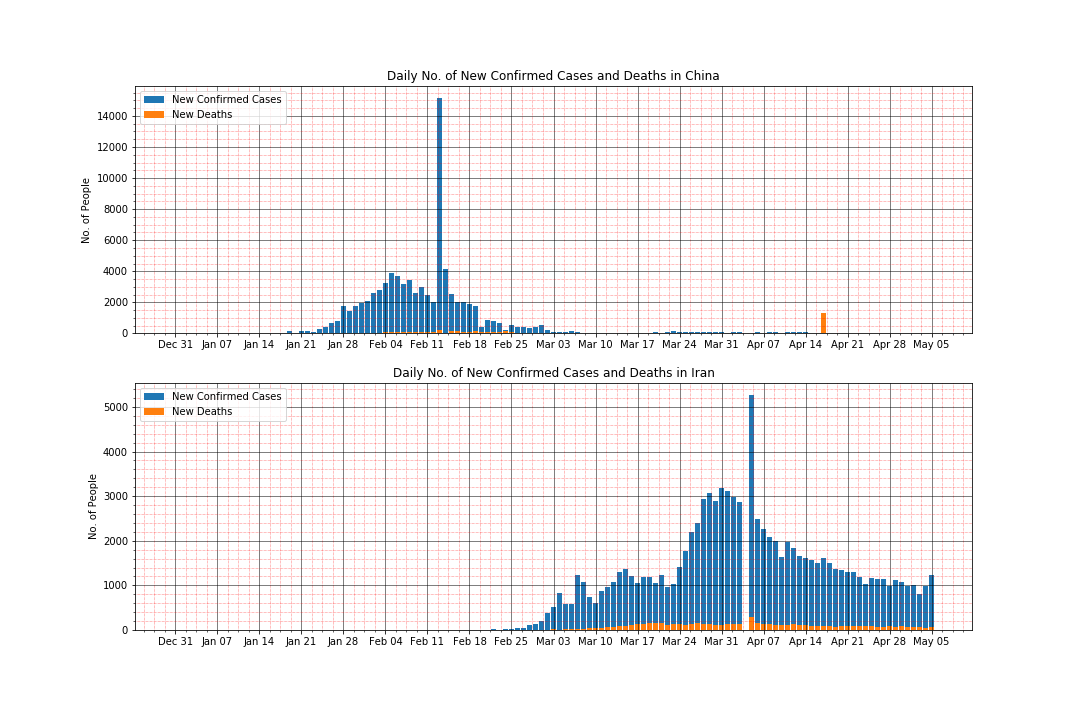 Daily No. of New Confirmed Cases and Deaths in China
New Confirmed Cases
New Deaths
No. of People
14000
12000
10000
8000
6000
4000
2000
0
Dec 31 Jan 07 Jan 14 Jan 21 Jan 28 Feb 04 Feb 11 Feb 18 Feb 25 Mar 03 Mar 10 Mar 17 Mar 24 Mar 31 Apr 07 Apr 14 Apr 21 Apr 28 May 05
Daily No. of New Confirmed Cases and Deaths in Iran
New Confirmed Cases
New Deaths
No. of People
5000
4000
3000
2000
1000
0
Dec 31 Jan 07 Jan 14 Jan 21 Jan 28 Feb 04 Feb 11 Feb 18 Feb 25 Mar 03 Mar 10 Mar 17 Mar 24 Mar 31 Apr 07 Apr 14 Apr 21 Apr 28 May 05